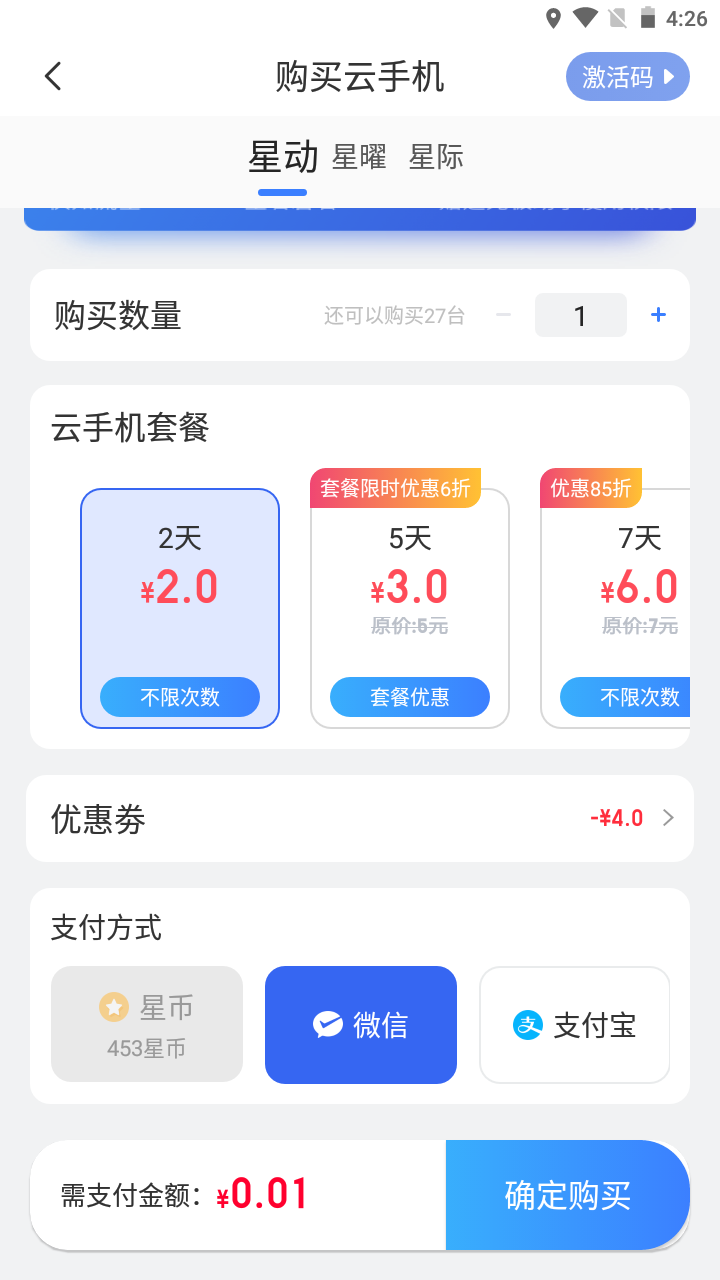 4:26
购买云手机
激活码
星动 星曜 星际
购买数量
还可以购买27台
1
云手机套餐
套餐限时优惠6折
优惠85折
2天
5天
7天
¥2.0
¥3.0
¥6.0
原价:5元
原价:7元
不限次数
套餐优惠
不限次数
优惠劵
-¥4.0
支付方式
星币
453星币
微信
支付宝
需支付金额：¥0.01
确定购买